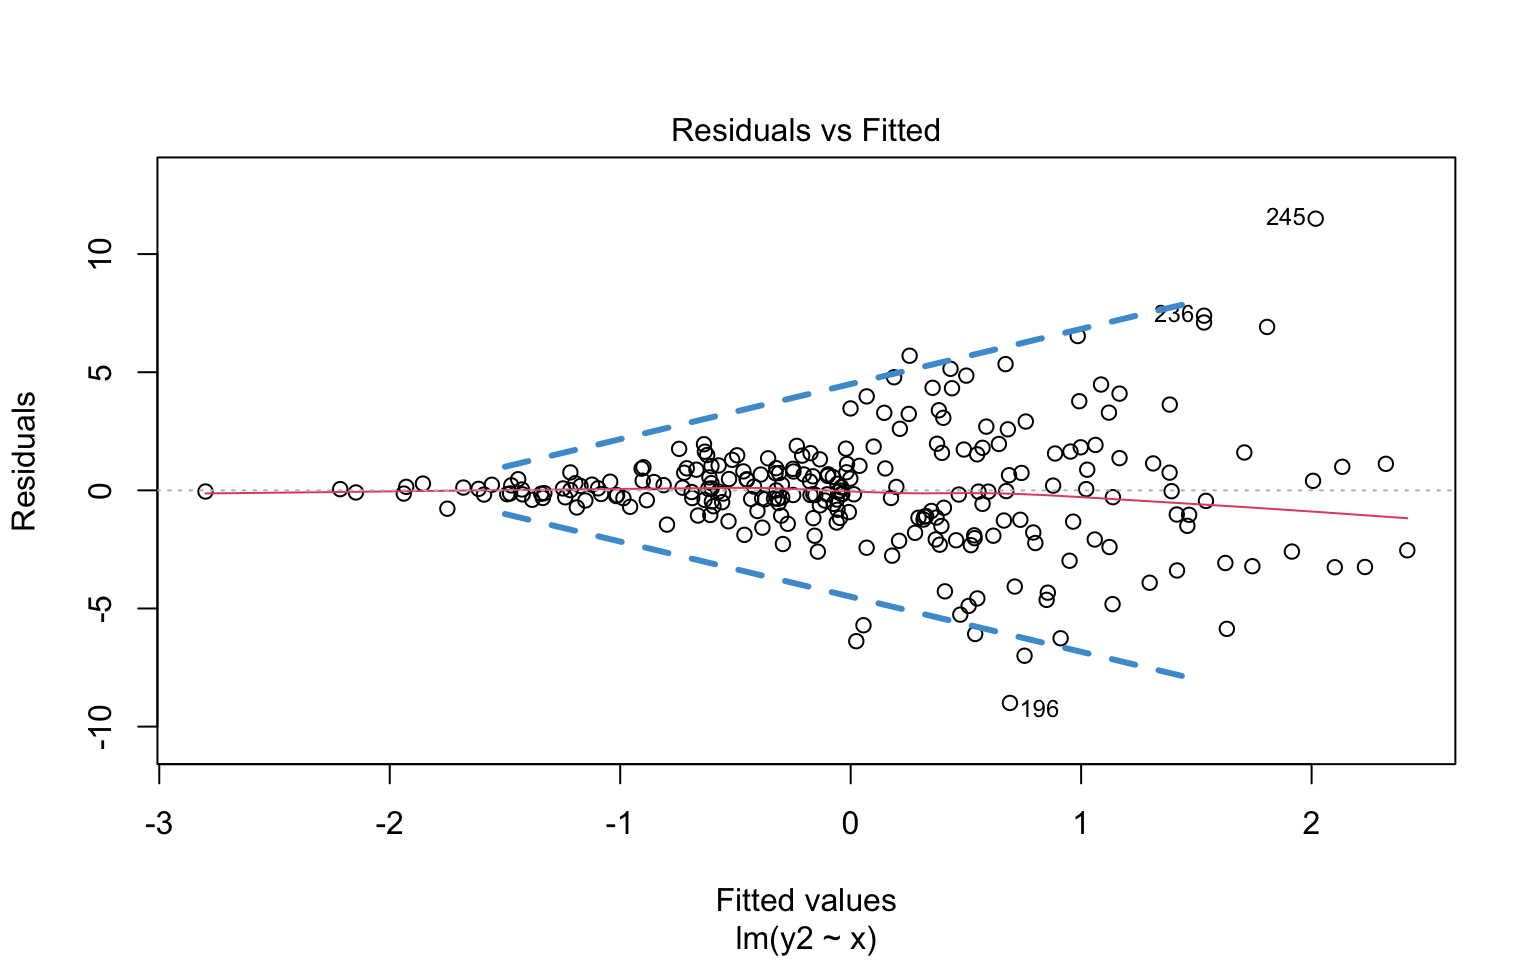 Residuals vs Fitted
245
236
196
10
5
0
-5
-10
Residuals
-3 -2 -1 0 1 2
Fitted values
lm(y2 ~ x)